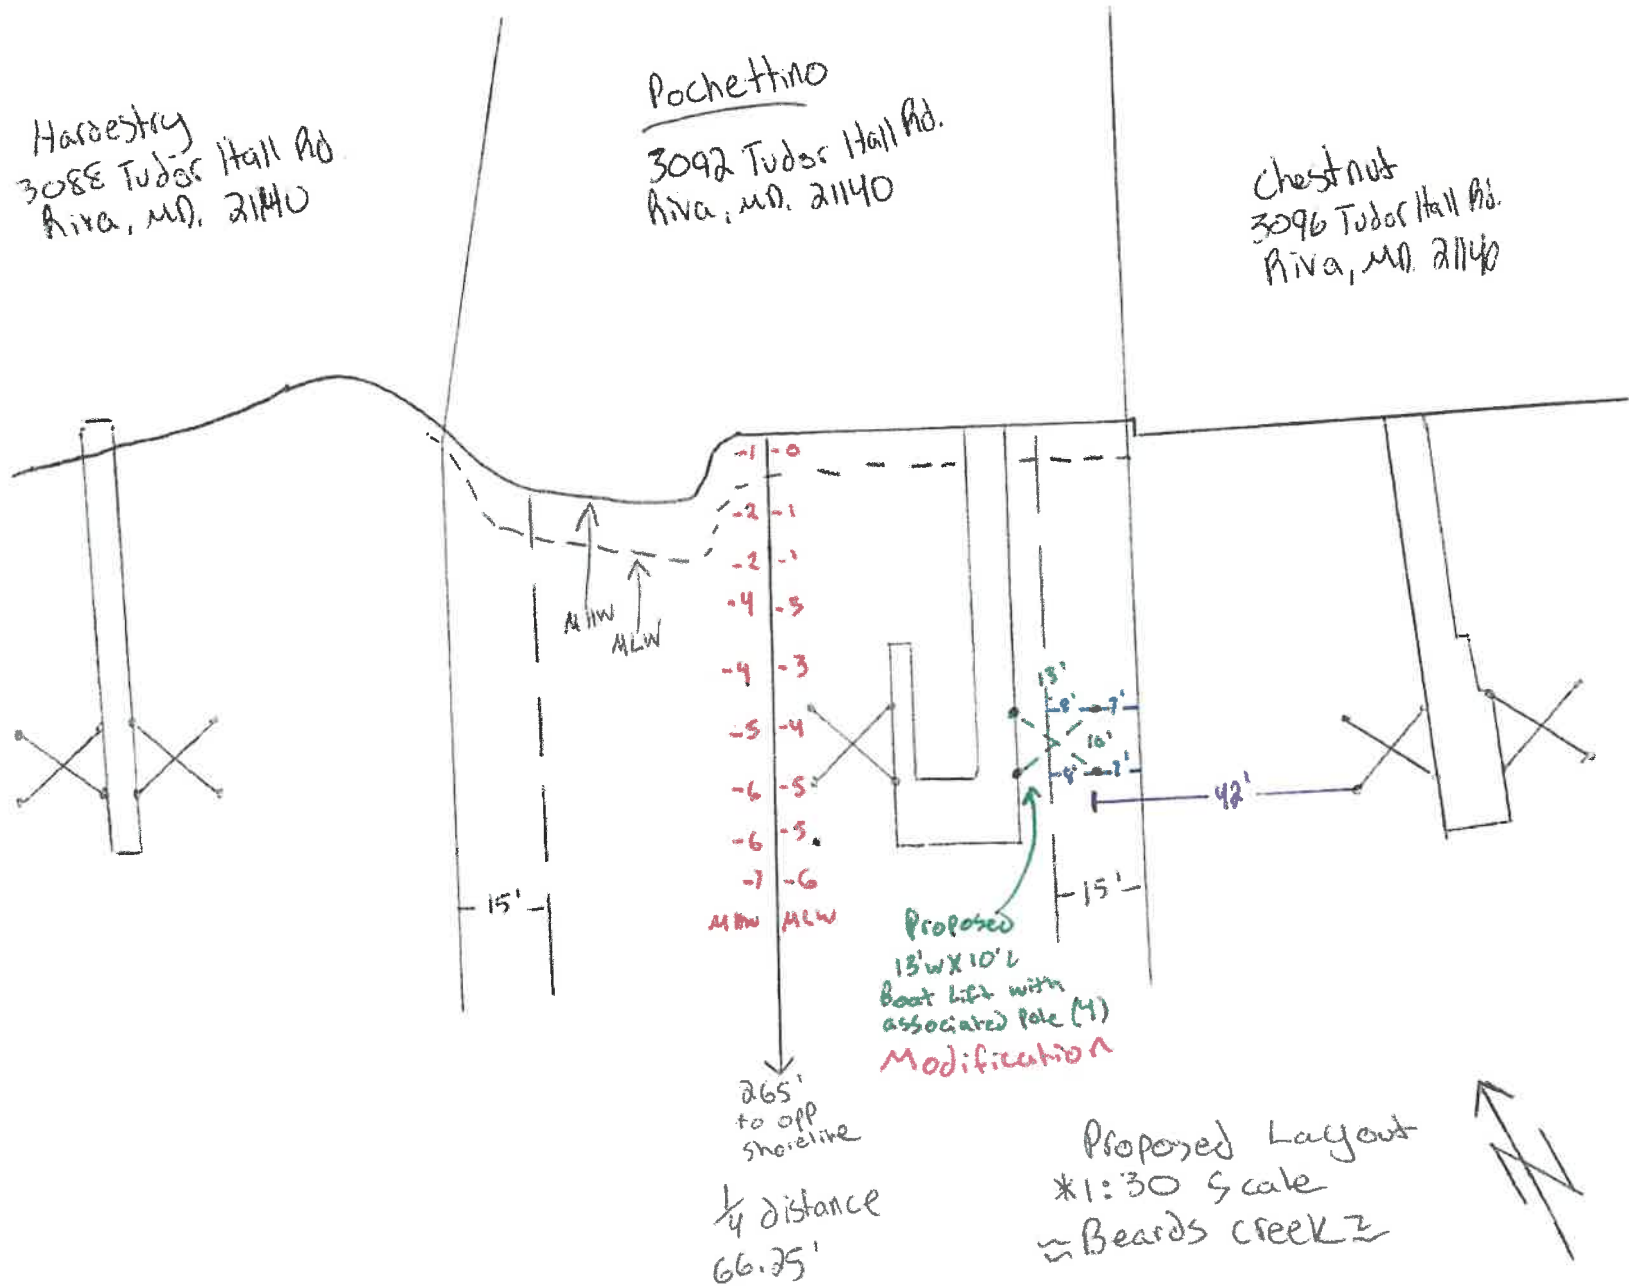 Hardestry
3088 Tudor Hall Rd
Riva, MD. 21140
Pochettino
3092 Tudor Hall Rd.
Riva, MD. 21140
Chestnut
3096 Tudor Hall Rd.
Riva, MD. 21140
MHW
MLW
-1 -0
-2 -1
-2 -1
-4 -3
-4 -3
-5 -4
-6 -5
-6 -5
-7 -6
MHW MLW
13'
8' 7'
10'
8' 7'
42'
15'
15'
Proposed
13'W X 10'L
Boat Lift with
associated Pole (4)
Modification
265'
to opp
shoreline
1/4 distance
66.25'
Proposed Layout
*1:30 Scale
≈Beards creek≈
N